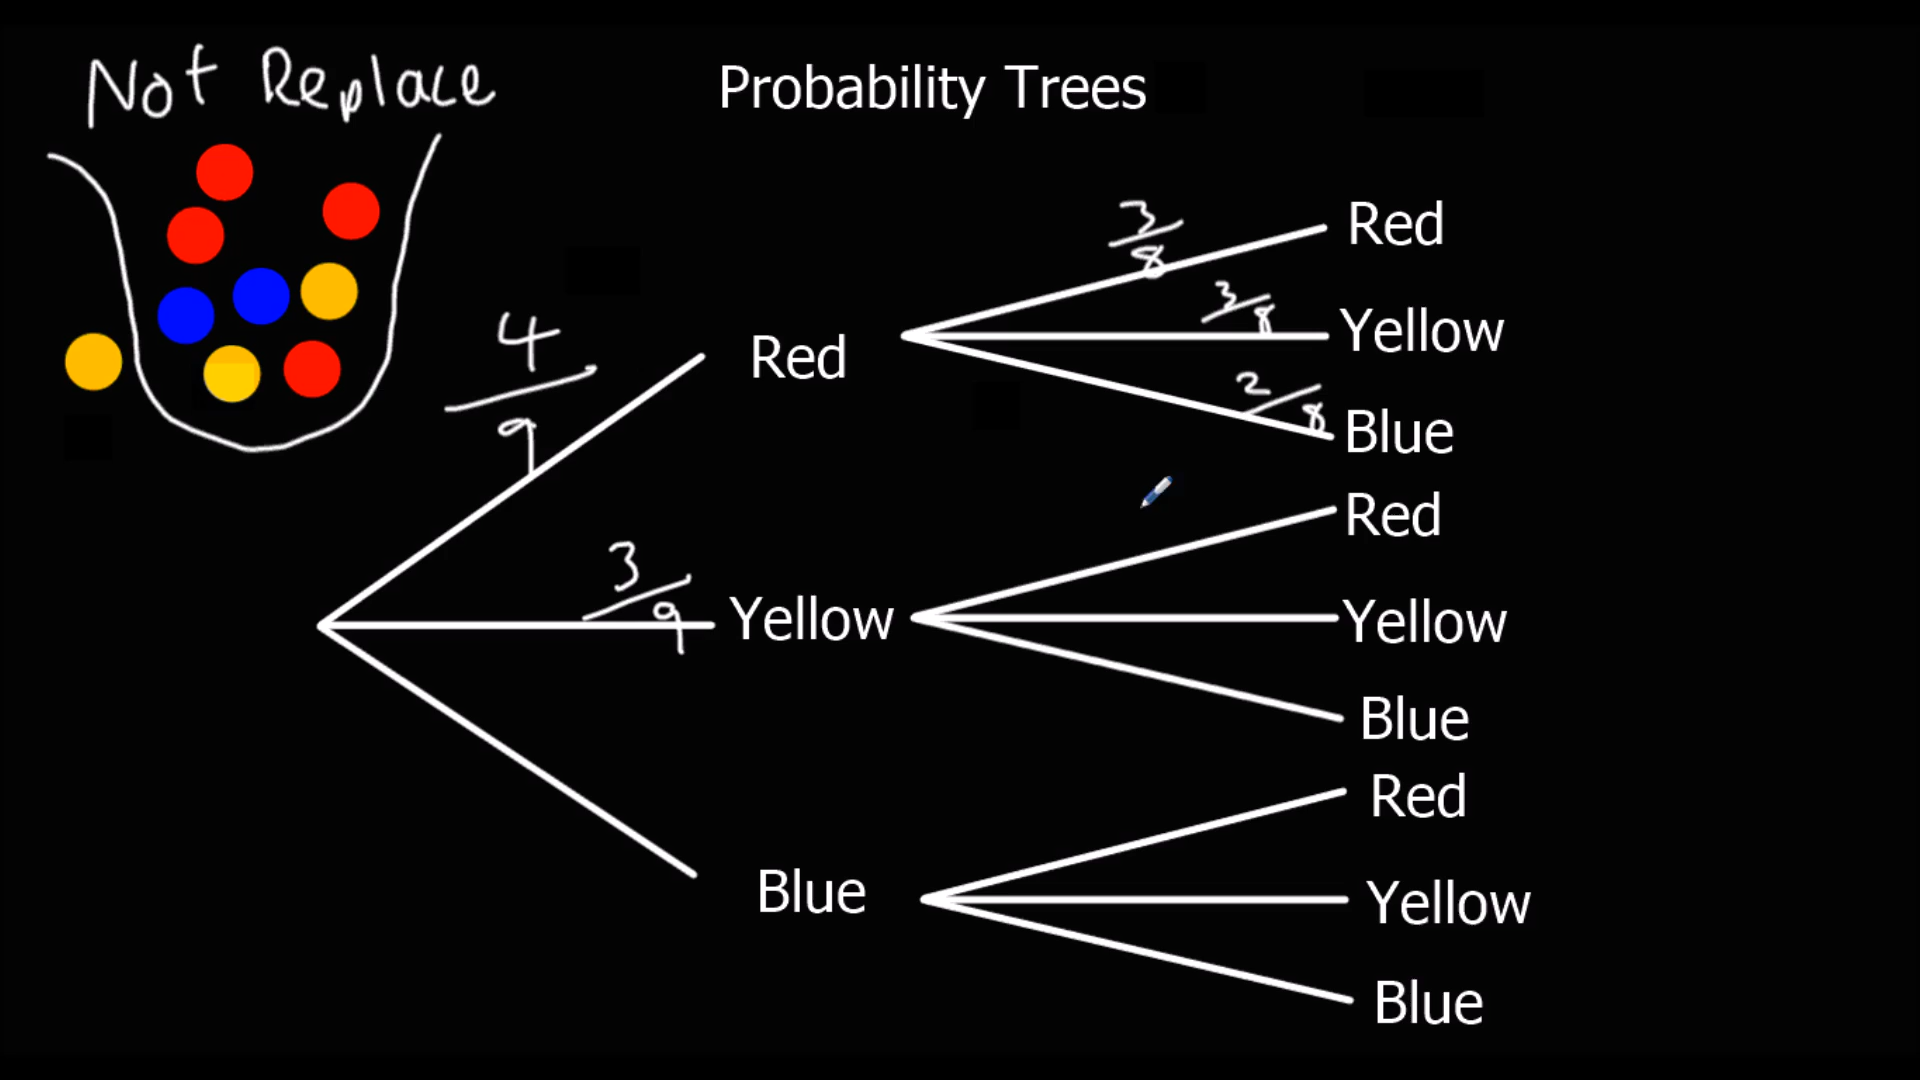 Not Replace
Probability Trees
4/9
3/9
Red
Yellow
Blue
3/8
Red
3/8
Yellow
2/8
Blue
Red
Yellow
Blue
Red
Yellow
Blue